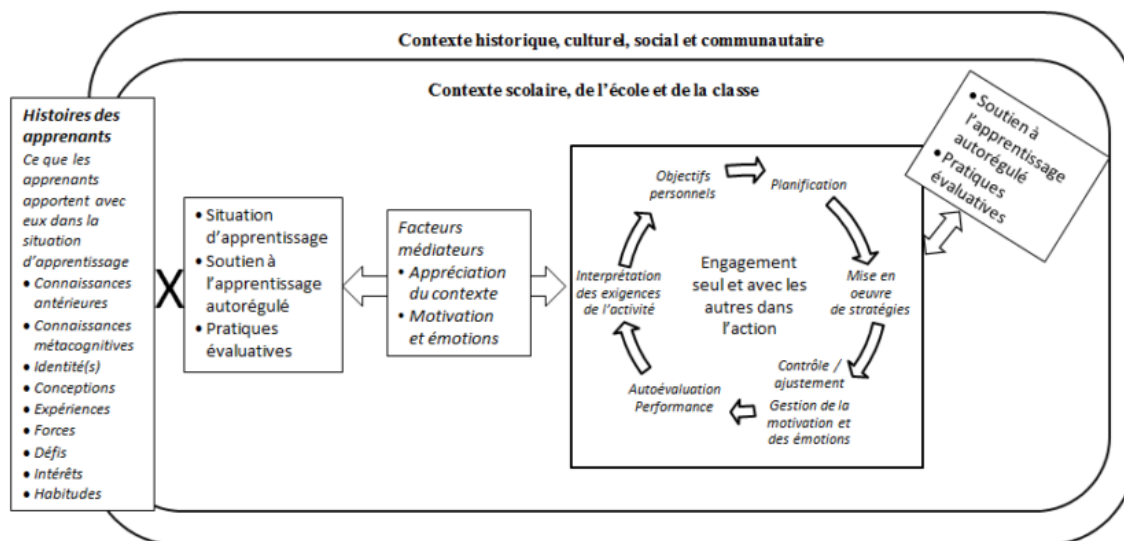 Contexte historique, culturel, social et communautaire
Contexte scolaire, de l'école et de la classe
Histoires des
apprenants
Ce que les
apprenants
apportent avec
eux dans la
situation
d'apprentissage
• Connaissances
antérieures
• Connaissances
métacognitives
• Identité(s)
• Conceptions
• Expériences
• Forces
• Défis
• Intérêts
• Habitudes
X
• Situation
d'apprentissage
• Soutien à
l'apprentissage
autorégulé
• Pratiques
évaluatives
Facteurs
médiateurs
• Appréciation
du contexte
• Motivation
et émotions
Objectifs
personnels
Planification
Mise en
oeuvre
de stratégies
Contrôle /
ajustement
Gestion de la
motivation et
des émotions
Autoévaluation
Performance
Interprétation
des exigences
de l'activité
Engagement
seul et avec les
autres dans
l'action
• Soutien à
l'apprentissage
autorégulé
• Pratiques
évaluatives